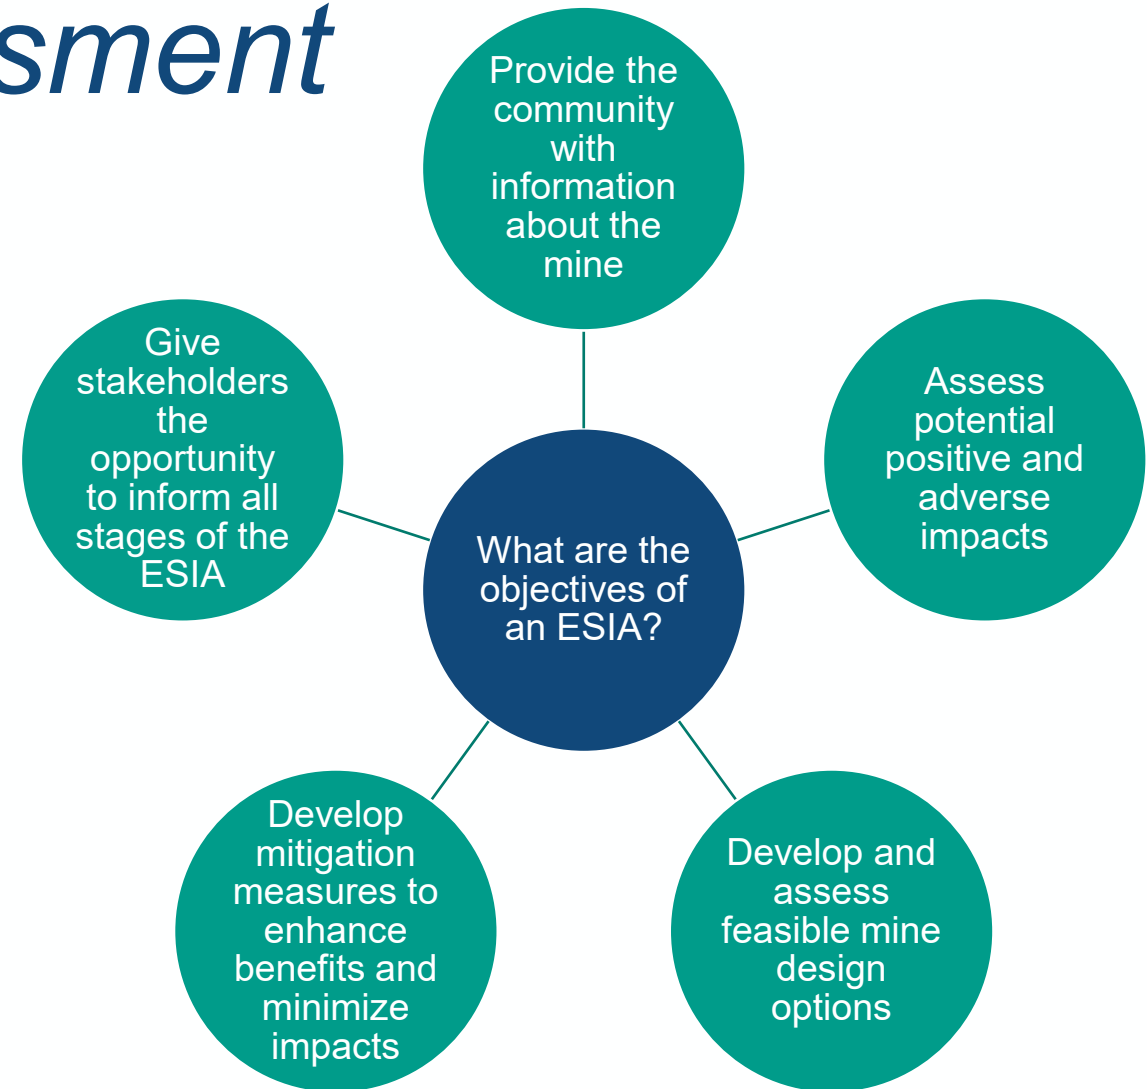 sment
Provide the
community
with
information
about the
mine
Assess
potential
positive and
adverse
impacts
Develop and
assess
feasible mine
design
options
Develop
mitigation
measures to
enhance
benefits and
minimize
impacts
Give
stakeholders
the
opportunity
to inform all
stages of the
ESIA
What are the
objectives of
an ESIA?